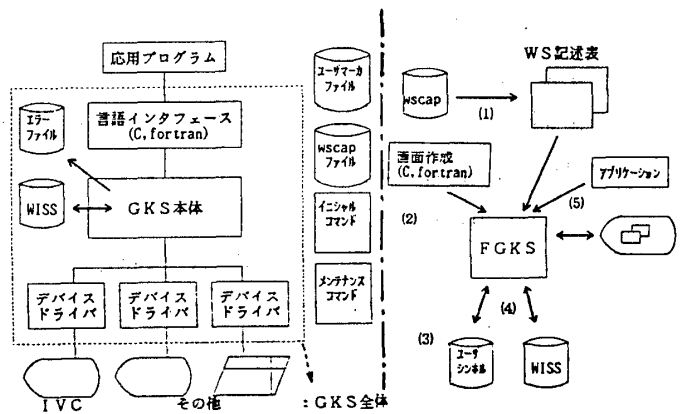 応用プログラム
エラー
ファイル
言語インタフェース
(C,fortran)
WISS
GKS本体
デバイス
ドライバ
デバイス
ドライバ
デバイス
ドライバ
IVC
その他
:GKS全体
ユーザマーカ
ファイル
wscap
ファイル
イニシャル
コマンド
メンテナンス
コマンド
WS記述表
wscap
(1)
画面作成
(C,fortran)
アプリケーション
(2)
(5)
FGKS
(3)
(4)
ユーザ
シンボル
WISS